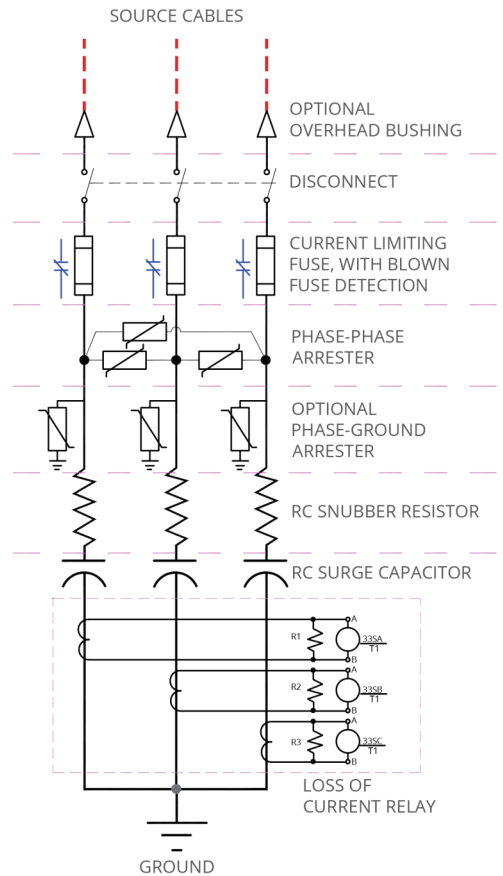 SOURCE CABLES
OPTIONAL
OVERHEAD BUSHING
DISCONNECT
CURRENT LIMITING
FUSE, WITH BLOWN
FUSE DETECTION
PHASE-PHASE
ARRESTER
OPTIONAL
PHASE-GROUND
ARRESTER
RC SNUBBER RESISTOR
RC SURGE CAPACITOR
A
R1
33SA
T1
B
A
R2
33SB
T1
B
A
R3
33SC
T1
B
LOSS OF
CURRENT RELAY
GROUND